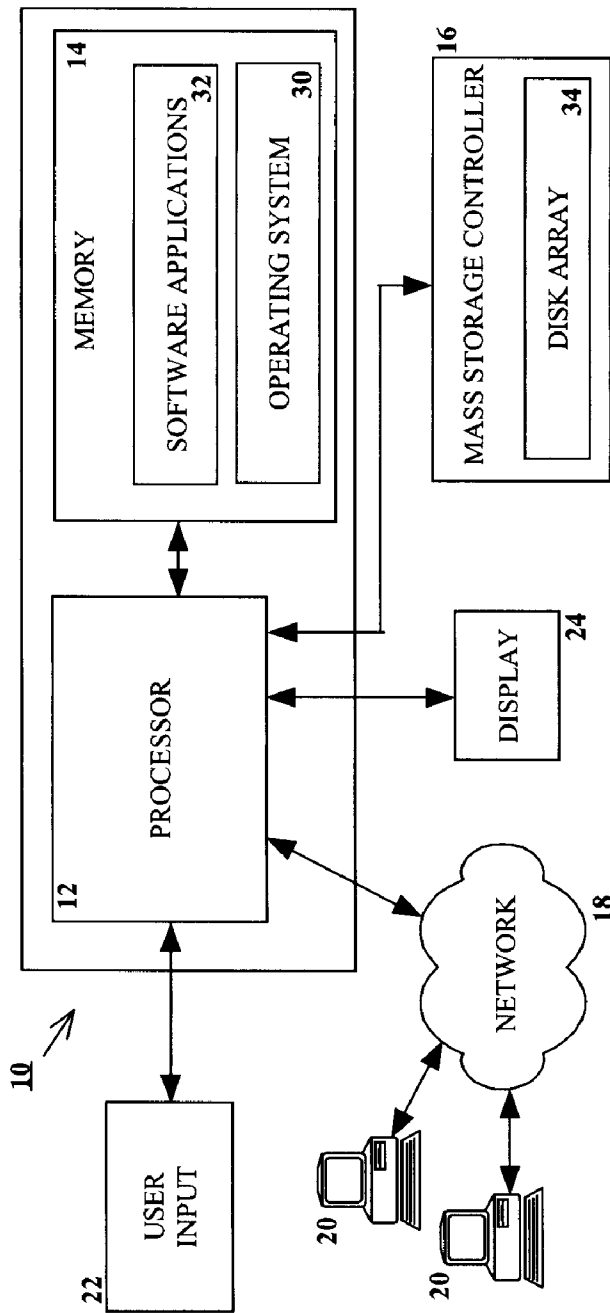 10
22
USER
INPUT
12
PROCESSOR
MEMORY
14
SOFTWARE APPLICATIONS
32
OPERATING SYSTEM
30
20
20
NETWORK
18
DISPLAY
24
MASS STORAGE CONTROLLER
16
DISK ARRAY
34